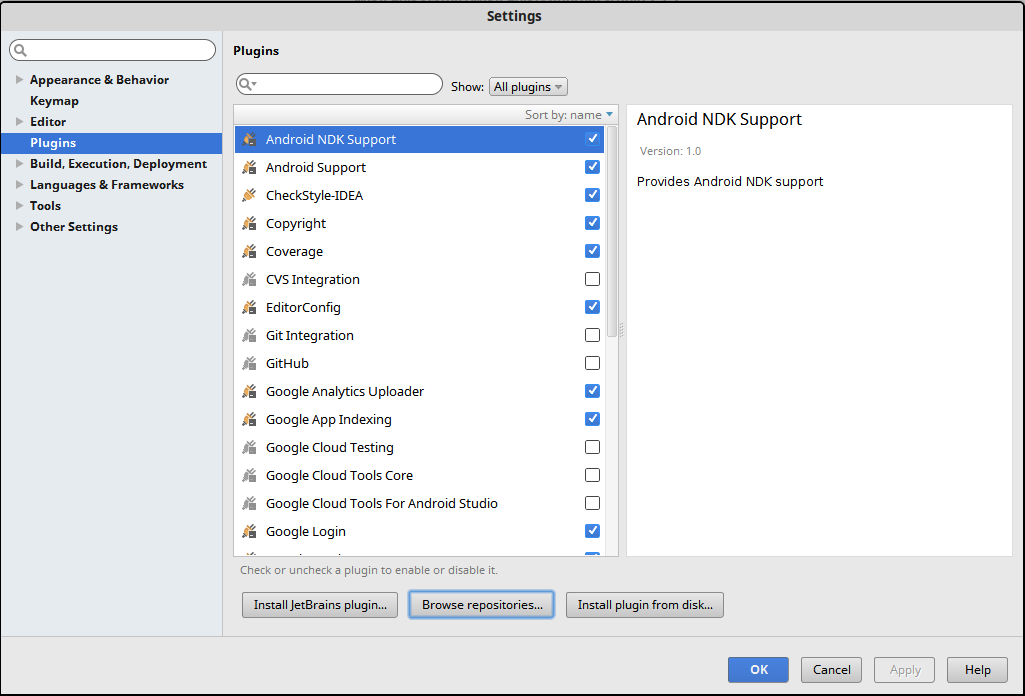 Settings
Appearance & Behavior
Keymap
Editor
Plugins
Build, Execution, Deployment
Languages & Frameworks
Tools
Other Settings
Plugins
Show: All plugins
Sort by: name
Android NDK Support
Android Support
CheckStyle-IDEA
Copyright
Coverage
CVS Integration
EditorConfig
Git Integration
GitHub
Google Analytics Uploader
Google App Indexing
Google Cloud Testing
Google Cloud Tools Core
Google Cloud Tools For Android Studio
Google Login
Check or uncheck a plugin to enable or disable it.
Install JetBrains plugin...
Browse repositories...
Install plugin from disk...
Android NDK Support
Version: 1.0
Provides Android NDK support
OK
Cancel
Apply
Help